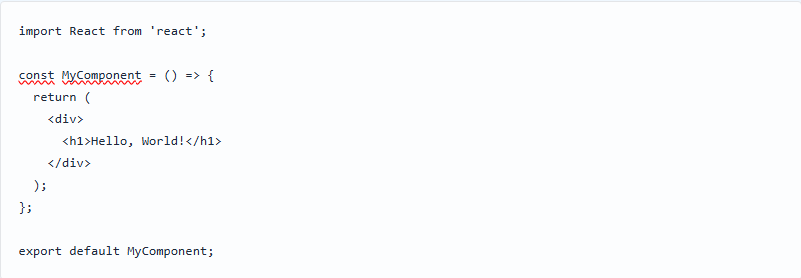 import React from 'react';

const MyComponent = () => {
  return (
    <div>
      <h1>Hello, World!</h1>
    </div>
  );
};

export default MyComponent;